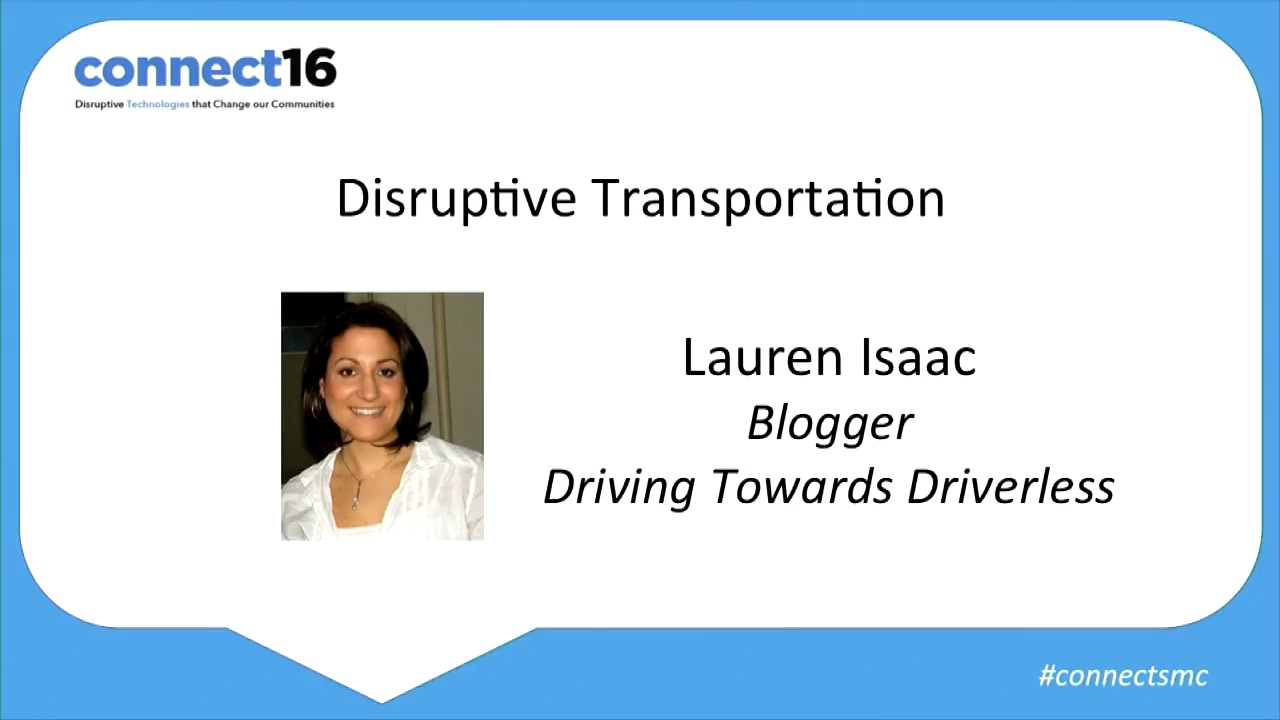 connect16
Disruptive Technologies that Change our Communities
Disruptive Transportation
Lauren Isaac
Blogger
Driving Towards Driverless
#connectsmc